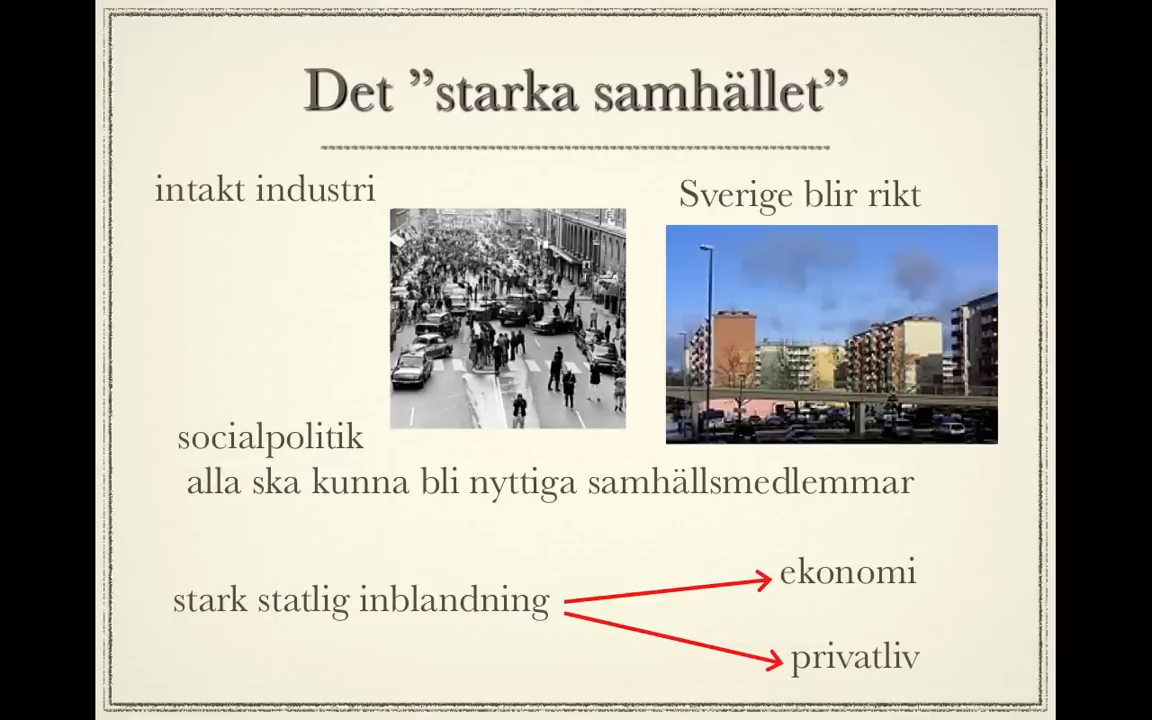 Det ”starka samhället”
intakt industri
Sverige blir rikt
socialpolitik
alla ska kunna bli nyttiga samhällsmedlemmar
stark statlig inblandning
ekonomi
privatliv